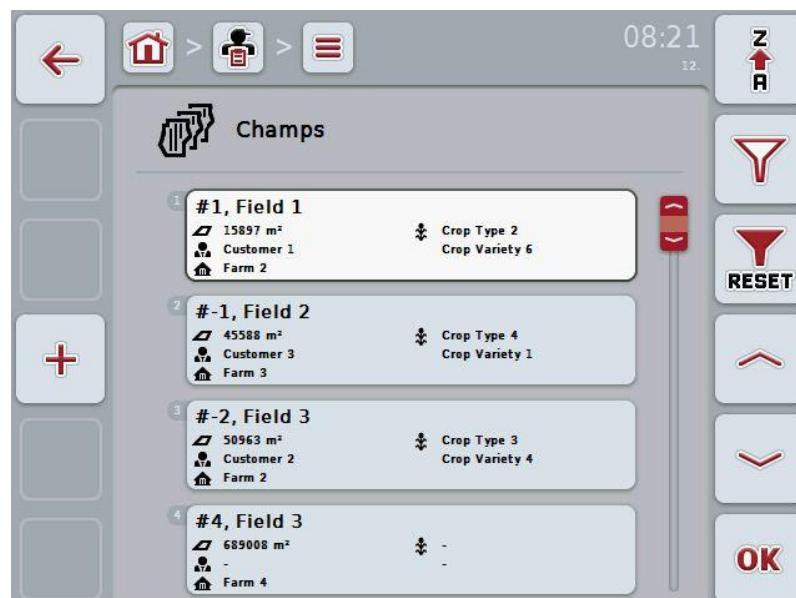 > >
08:21
12.
Z
A
Champs
1
#1, Field 1
15897 m²
Crop Type 2
Customer 1
Crop Variety 6
Farm 2
RESET
2
#-1, Field 2
45588 m²
Crop Type 4
Customer 3
Crop Variety 1
Farm 3
3
#-2, Field 3
50963 m²
Crop Type 3
Customer 2
Crop Variety 4
Farm 2
4
#4, Field 3
689008 m²
-
-
-
Farm 4
OK